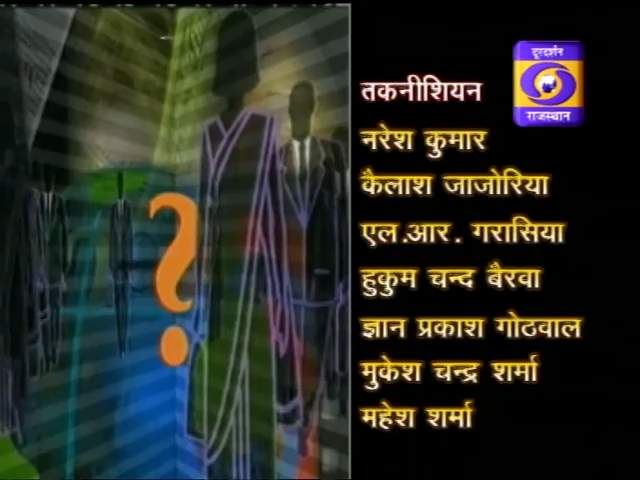 दूरदर्शन
राजस्थान
तकनीशियन
नरेश कुमार
कैलाश जाजोरिया
एल.आर. गरासिया
हुकुम चन्द बैरवा
ज्ञान प्रकाश गोठवाल
मुकेश चन्द्र शर्मा
महेश शर्मा
?